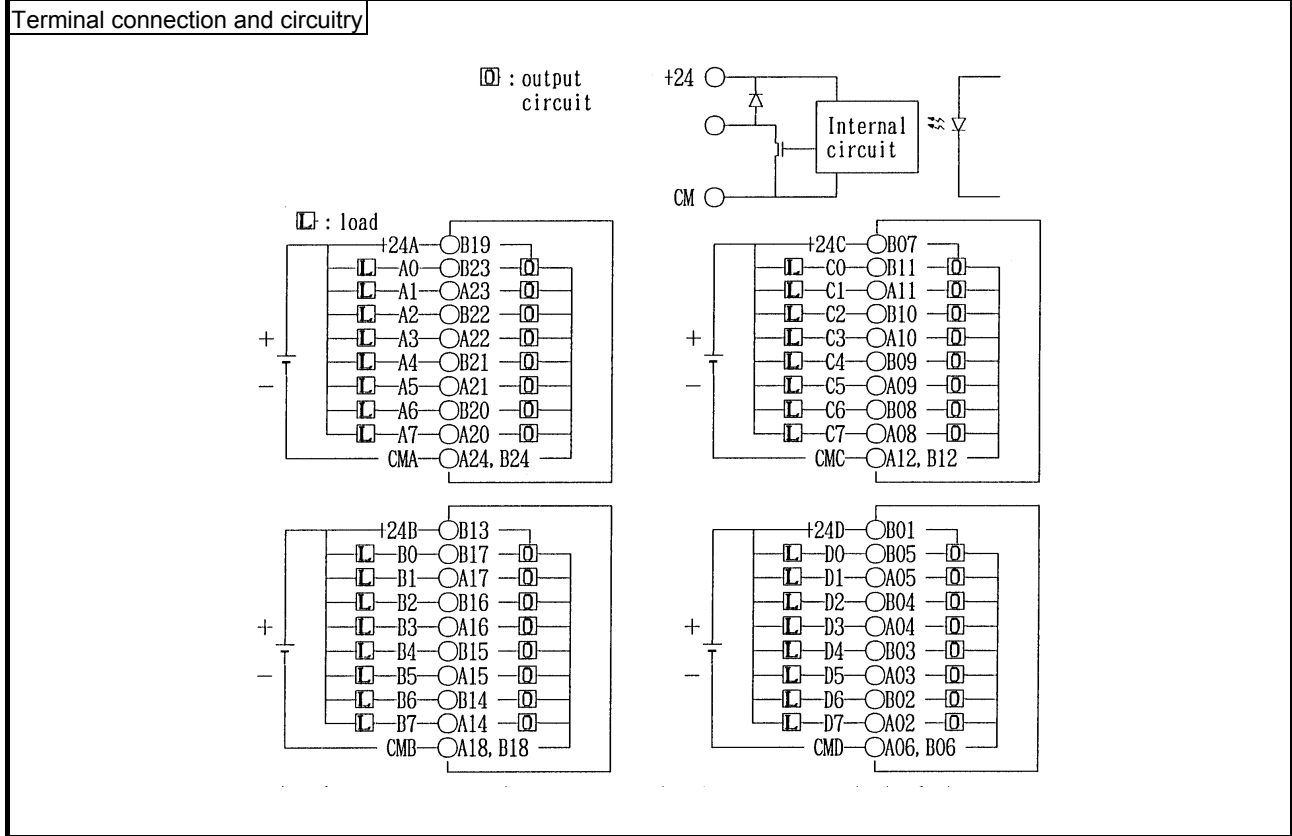 Terminal connection and circuitry
O : output
circuit
+24
Internal
circuit
CM
L : load
+24A B19
L A0 B23 O
L A1 A23 O
L A2 B22 O
L A3 A22 O
L A4 B21 O
L A5 A21 O
L A6 B20 O
L A7 A20 O
CMA A24, B24
+
−
+24C B07
L C0 B11 O
L C1 A11 O
L C2 B10 O
L C3 A10 O
L C4 B09 O
L C5 A09 O
L C6 B08 O
L C7 A08 O
CMC A12, B12
+
−
+24B B13
L B0 B17 O
L B1 A17 O
L B2 B16 O
L B3 A16 O
L B4 B15 O
L B5 A15 O
L B6 B14 O
L B7 A14 O
CMB A18, B18
+
−
+24D B01
L D0 B05 O
L D1 A05 O
L D2 B04 O
L D3 A04 O
L D4 B03 O
L D5 A03 O
L D6 B02 O
L D7 A02 O
CMD A06, B06
+
−